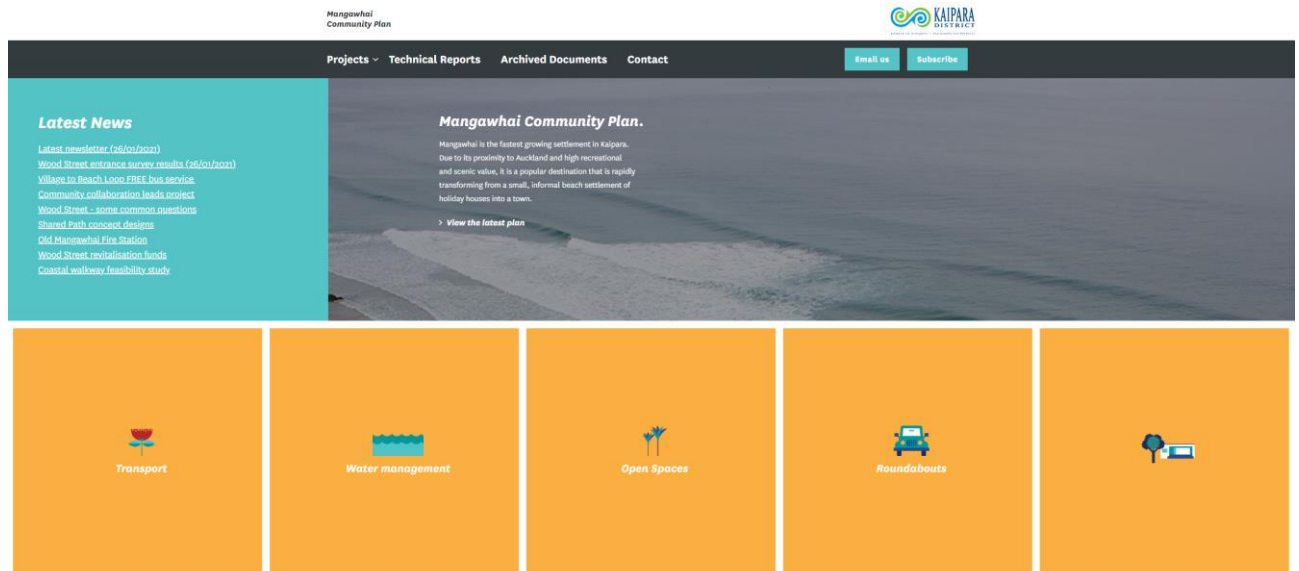 Mangawhai
Community Plan
KAIPARA
DISTRICT
Projects
Technical Reports
Archived Documents
Contact
Email us
Subscribe
Latest News
Latest newsletter (26/01/2021)
Wood Street entrance survey results (26/01/2021)
Village to Beach Loop FREE bus service
Community collaboration leads project
Wood Street - some common questions
Shared Path concept designs
Old Mangawhai Fire Station
Wood Street revitalisation funds
Coastal walkway feasibility study
Mangawhai Community Plan.
Mangawhai is the fastest growing settlement in Kaipara.
Due to its proximity to Auckland and high recreational
and scenic value, it is a popular destination that is rapidly
transforming from a small, informal beach settlement of
holiday houses into a town.
> View the latest plan
Transport
Water management
Open Spaces
Roundabouts